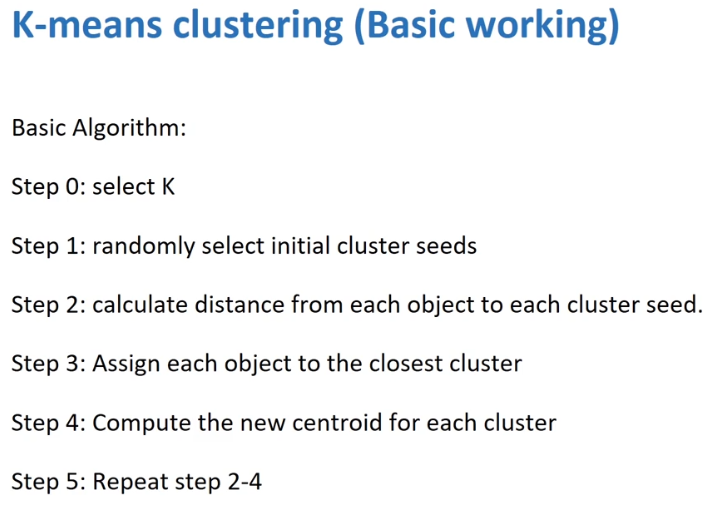 K-means clustering (Basic working)
Basic Algorithm:
Step 0: select K
Step 1: randomly select initial cluster seeds
Step 2: calculate distance from each object to each cluster seed.
Step 3: Assign each object to the closest cluster
Step 4: Compute the new centroid for each cluster
Step 5: Repeat step 2-4